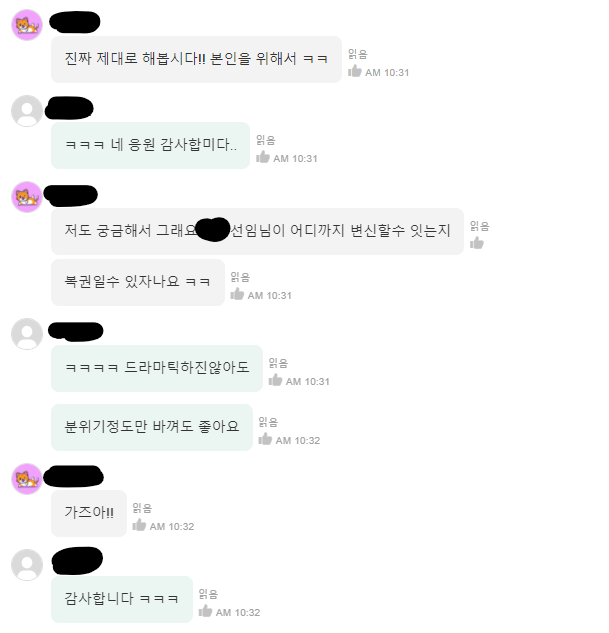 진짜 제대로 해봅시다!! 본인을 위해서 ㅋㅋ
읽음
AM 10:31
ㅋㅋㅋ 네 응원 감사합미다..
읽음
AM 10:31
저도 궁금해서 그래요 선임님이 어디까지 변신할수 잇는지
읽음
복권일수 있자나요 ㅋㅋ
읽음
AM 10:31
ㅋㅋㅋㅋ 드라마틱하진않아도
읽음
AM 10:31
분위기정도만 바껴도 좋아요
읽음
AM 10:32
가즈아!!
읽음
AM 10:32
감사합니다 ㅋㅋㅋ
읽음
AM 10:32